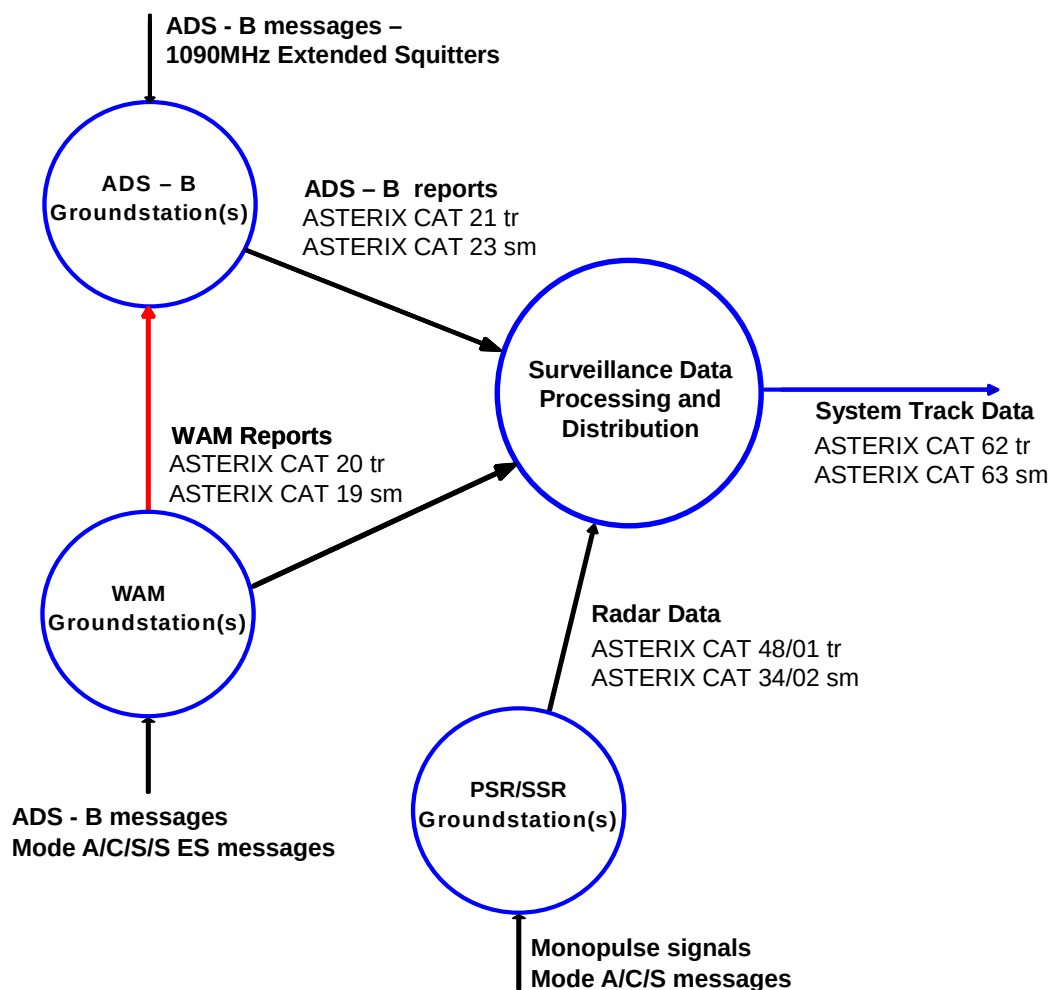 ADS - B messages –
1090MHz Extended Squitters
ADS – B
Groundstation(s)
ADS – B reports
ASTERIX CAT 21 tr
ASTERIX CAT 23 sm
Surveillance Data
Processing and
Distribution
System Track Data
ASTERIX CAT 62 tr
ASTERIX CAT 63 sm
WAM Reports
ASTERIX CAT 20 tr
ASTERIX CAT 19 sm
WAM
Groundstation(s)
Radar Data
ASTERIX CAT 48/01 tr
ASTERIX CAT 34/02 sm
ADS - B messages
Mode A/C/S/S ES messages
PSR/SSR
Groundstation(s)
Monopulse signals
Mode A/C/S messages